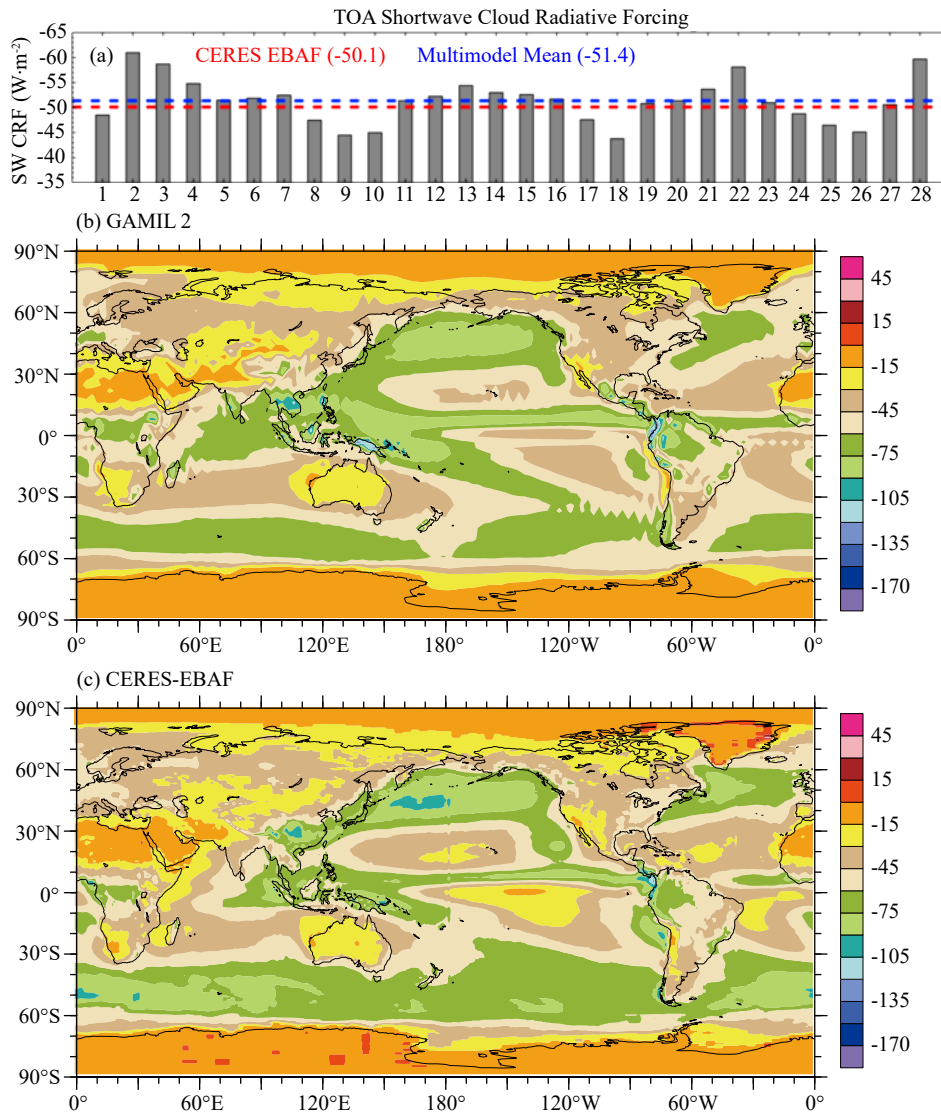 TOA Shortwave Cloud Radiative Forcing
SW CRF (W·m⁻²)
-65
-60
-55
-50
-45
-40
-35
(a) CERES EBAF (-50.1) Multimodel Mean (-51.4)
1 2 3 4 5 6 7 8 9 10 11 12 13 14 15 16 17 18 19 20 21 22 23 24 25 26 27 28
(b) GAMIL 2
90°N
60°N
30°N
0°
30°S
60°S
90°S
0° 60°E 120°E 180° 120°W 60°W 0°
45
15
-15
-45
-75
-105
-135
-170
(c) CERES-EBAF
90°N
60°N
30°N
0°
30°S
60°S
90°S
0° 60°E 120°E 180° 120°W 60°W 0°
45
15
-15
-45
-75
-105
-135
-170